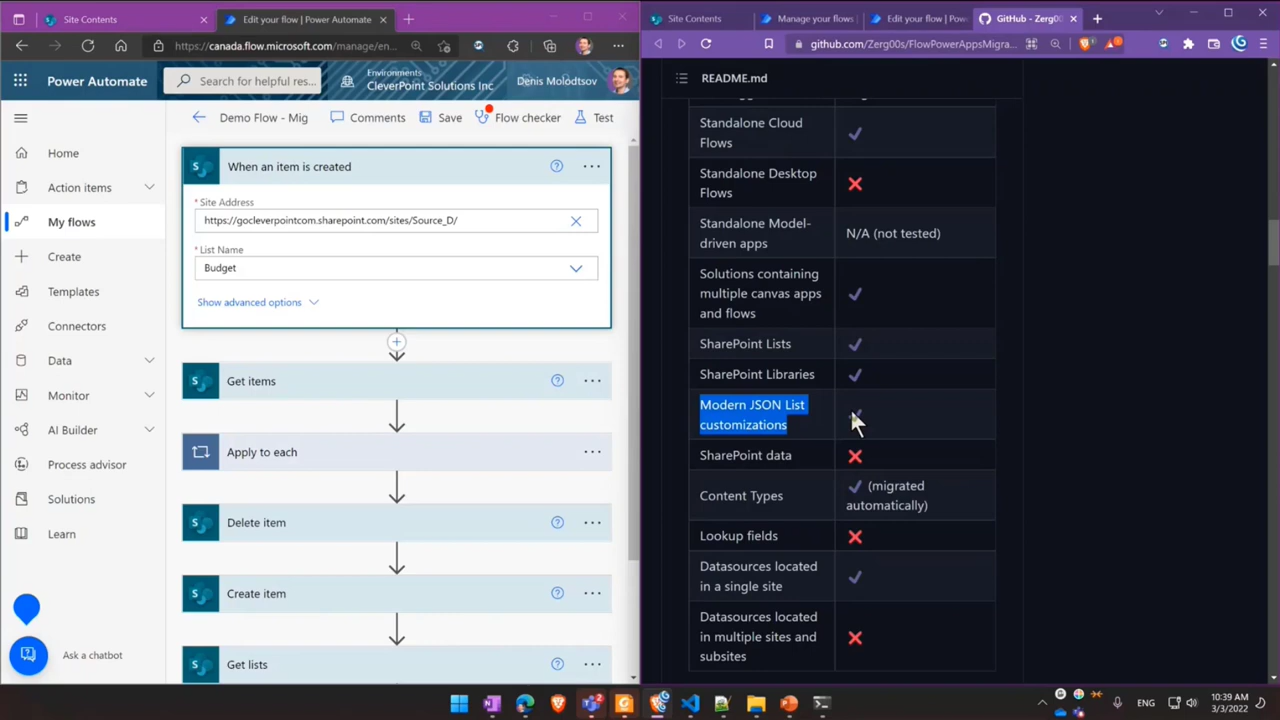 Site Contents
Edit your flow | Power Automate
https://canada.flow.microsoft.com/manage/en...
Power Automate
Search for helpful res...
Environments
CleverPoint Solutions Inc
Denis Molodtsov
Demo Flow - Mig
Comments
Save
Flow checker
Test
Home
Action items
My flows
Create
Templates
Connectors
Data
Monitor
AI Builder
Process advisor
Solutions
Learn
Ask a chatbot
When an item is created
* Site Address
https://gocleverpointcom.sharepoint.com/sites/Source_D/
* List Name
Budget
Show advanced options
Get items
Apply to each
Delete item
Create item
Get lists
Site Contents
Manage your flows
Edit your flow | Po
GitHub - Zerg00s
github.com/Zerg00s/FlowPowerAppsMigra...
README.md
Standalone Cloud
Flows
Standalone Desktop
Flows
Standalone Model-
driven apps
N/A (not tested)
Solutions containing
multiple canvas apps
and flows
SharePoint Lists
SharePoint Libraries
Modern JSON List
customizations
SharePoint data
Content Types
(migrated
automatically)
Lookup fields
Datasources located
in a single site
Datasources located
in multiple sites and
subsites
ENG
10:39 AM
3/3/2022